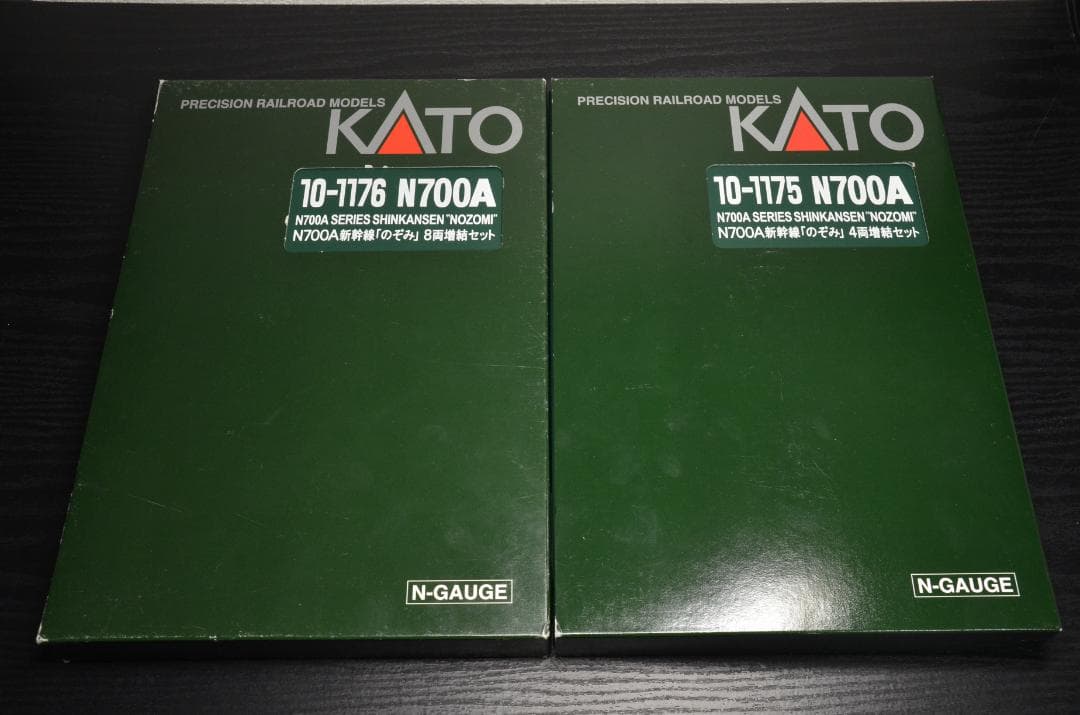 PRECISION RAILROAD MODELS
KATO
10-1176 N700A
N700A SERIES SHINKANSEN "NOZOMI"
N700A新幹線「のぞみ」 8両増結セット
N-GAUGE
PRECISION RAILROAD MODELS
KATO
10-1175 N700A
N700A SERIES SHINKANSEN "NOZOMI"
N700A新幹線「のぞみ」 4両増結セット
N-GAUGE